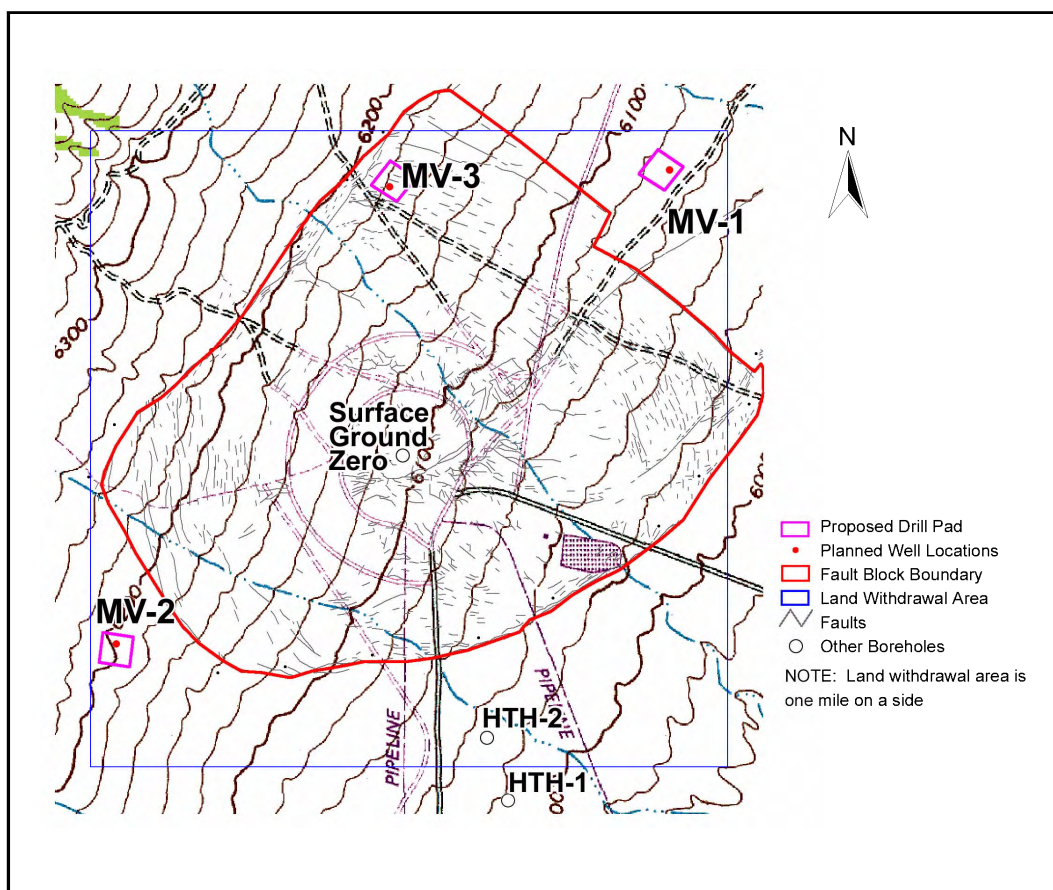 6200
6100
N
MV-3
MV-1
6300
Surface
Ground
Zero
6100
600
Proposed Drill Pad
Planned Well Locations
Fault Block Boundary
Land Withdrawal Area
Faults
Other Boreholes
NOTE: Land withdrawal area is
one mile on a side
MV-2
PIPELINE
PIPELINE
HTH-2
HTH-1